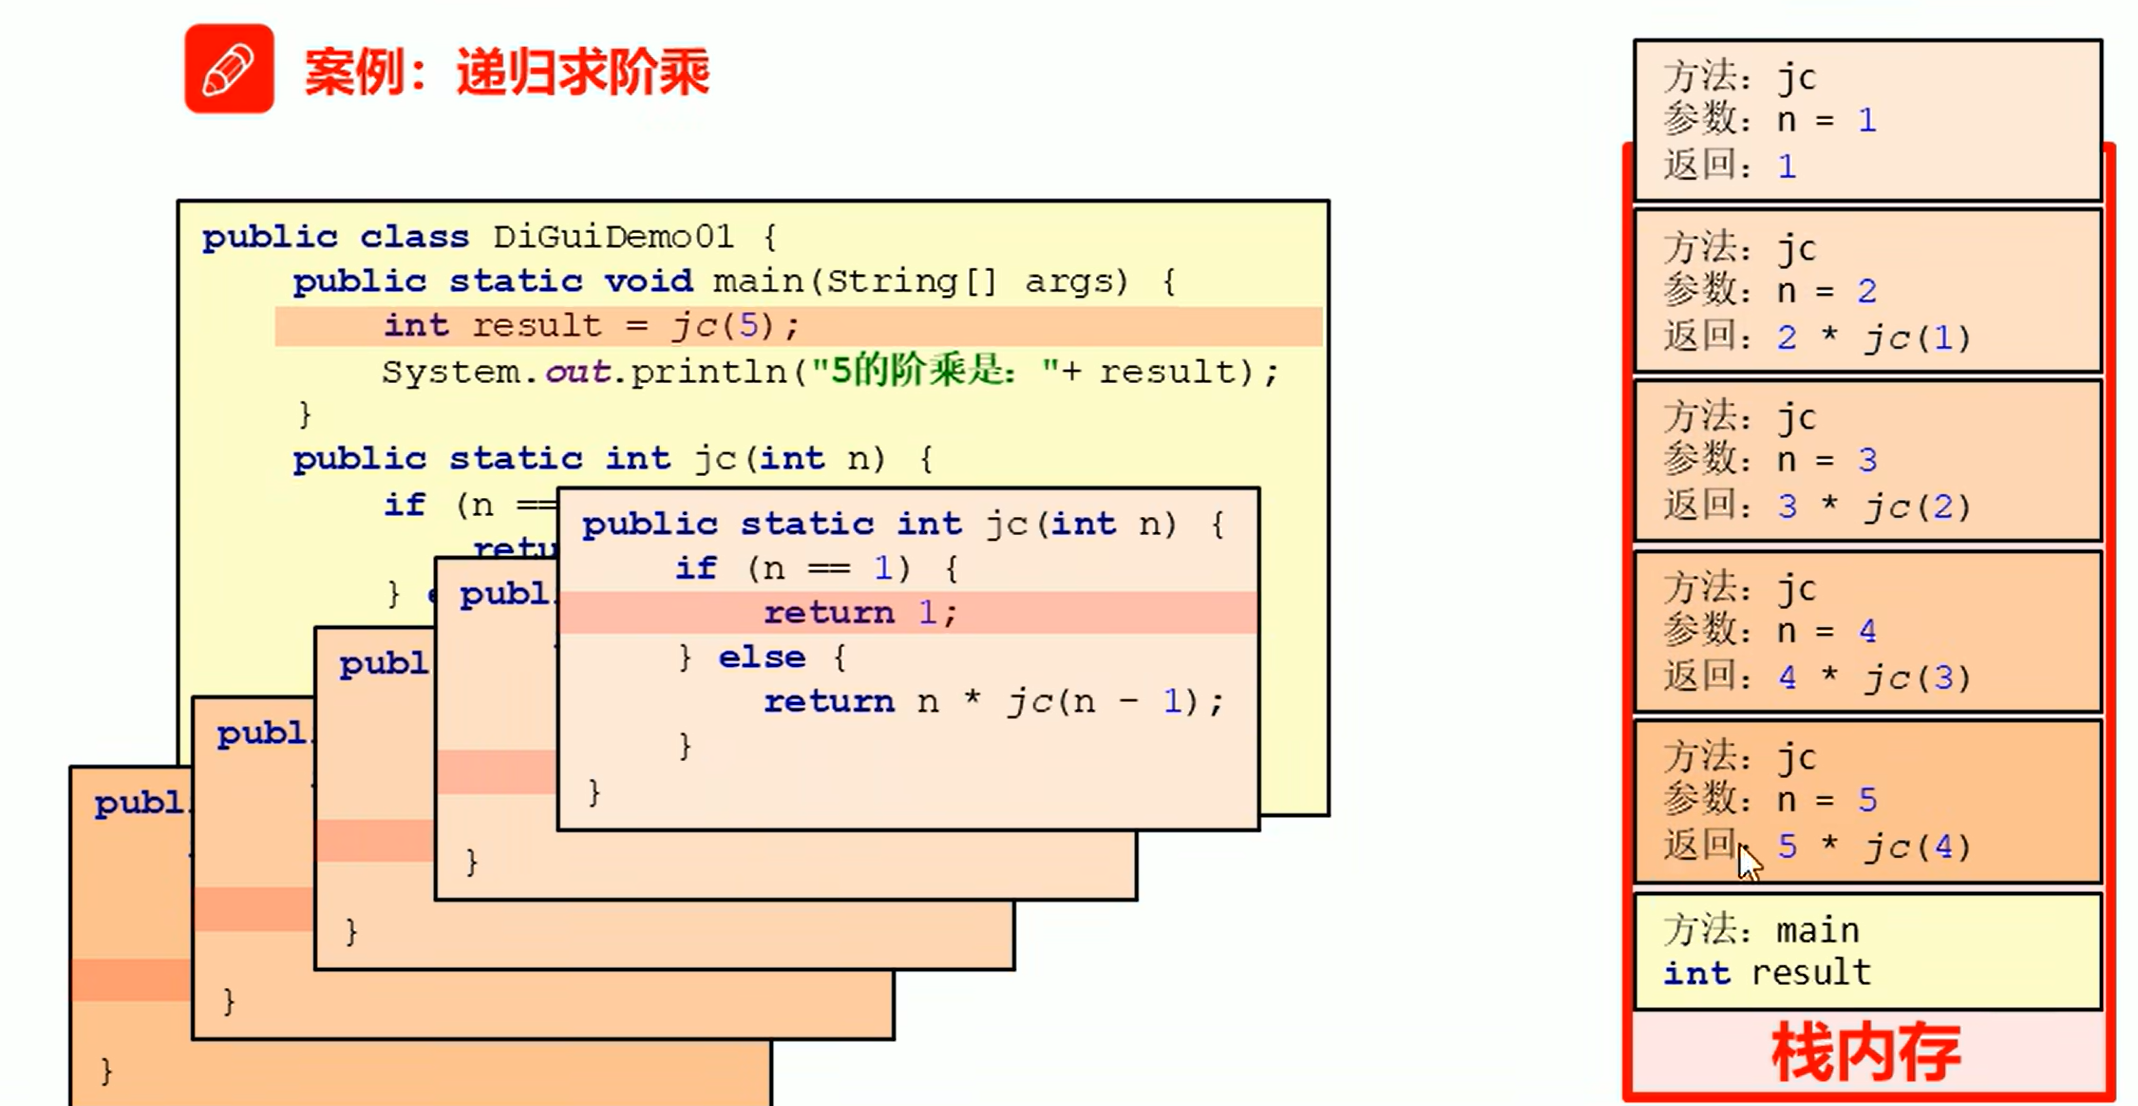 案例：递归求阶乘
public class DiGuiDemo01 {
public static void main(String[] args) {
int result = jc(5);
System.out.println("5的阶乘是："+ result);
}
public static int jc(int n) {
if (n ==
retu
}
public static int jc(int n) {
if (n == 1) {
return 1;
} else {
return n * jc(n - 1);
}
}
publ
}
publ
}
publ
}
publ
}
方法：jc
参数：n = 1
返回：1
方法：jc
参数：n = 2
返回：2 * jc(1)
方法：jc
参数：n = 3
返回：3 * jc(2)
方法：jc
参数：n = 4
返回：4 * jc(3)
方法：jc
参数：n = 5
返回：5 * jc(4)
方法：main
int result
栈内存